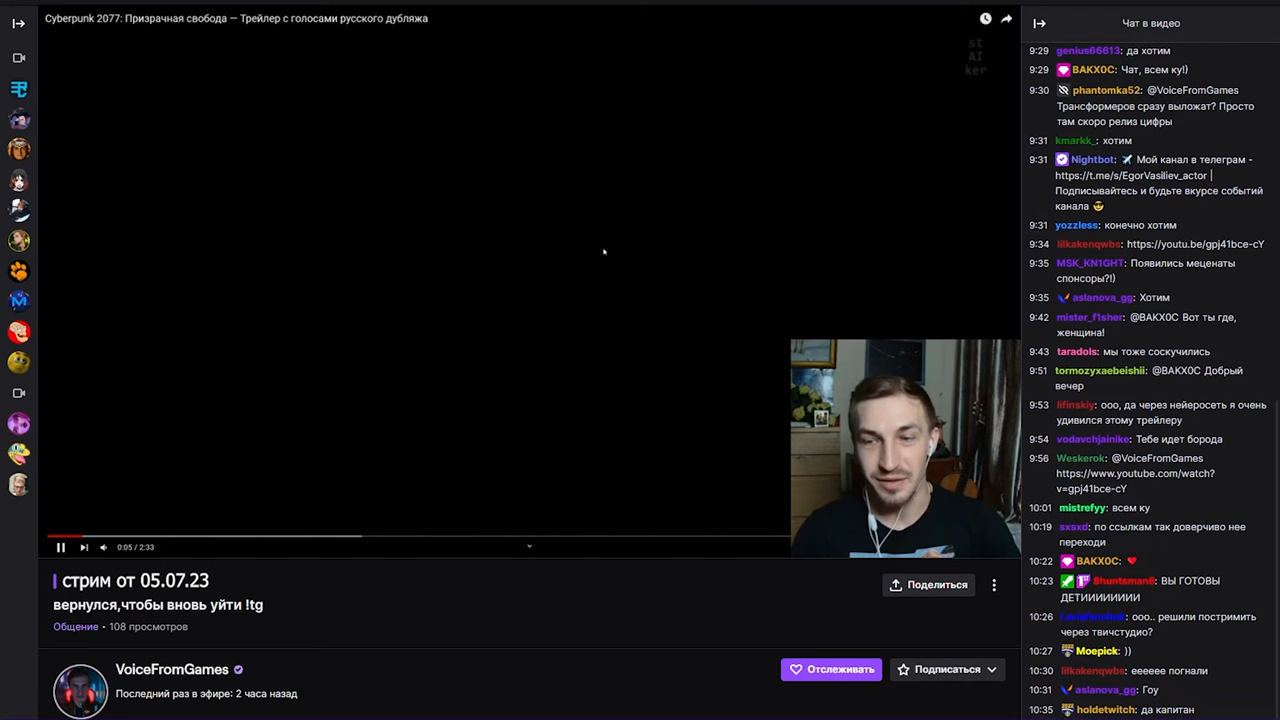 Cyberpunk 2077: Призрачная свобода — Трейлер с голосами русского дубляжа
st
AI
ker
0:05 / 2:33
стрим от 05.07.23
вернулся,чтобы вновь уйти !tg
Общение • 108 просмотров
Поделиться
VoiceFromGames
Последний раз в эфире: 2 часа назад
Отслеживать
Подписаться
Чат в видео
9:29 genius66613: да хотим
9:29 BAKX0C: Чат, всем ку!)
9:30 phantomka52: @VoiceFromGames
Трансформеров сразу выложат? Просто
там скоро релиз цифры
9:31 kmarkk_: хотим
9:31 Nightbot: Мой канал в телеграм -
https://t.me/s/EgorVasiliev_actor |
Подписывайтесь и будьте вкурсе событий
канала
9:31 yozzless: конечно хотим
9:34 lilkakenqwbs: https://youtu.be/gpj41bce-cY
9:35 MSK_KN1GHT: Появились меценаты
спонсоры?!)
9:35 aslanova_gg: Хотим
9:42 mister_f1sher: @BAKX0C Вот ты где,
женщина!
9:43 taradols: мы тоже соскучились
9:51 tormozyxaebeishii: @BAKX0C Добрый
вечер
9:53 lifinskiy: ооо, да через нейеросеть я очень
удивился этому трейлеру
9:54 vodavchjainike: Тебе идет борода
9:56 Weskerok: @VoiceFromGames
https://www.youtube.com/watch?
v=gpj41bce-cY
10:01 mistrefyy: всем ку
10:19 sxsxd: по ссылкам так доверчиво нее
переходи
10:22 BAKX0C:
10:23 8huntsman8: ВЫ ГОТОВЫ
ДЕТИИИИИИИИ
10:26 ооо.. решили постримить
через твичстудио?
10:27 Moepick: ))
10:30 lilkakenqwbs: еееееe погнали
10:31 aslanova_gg: Гоу
10:35 holdetwitch: да капитан